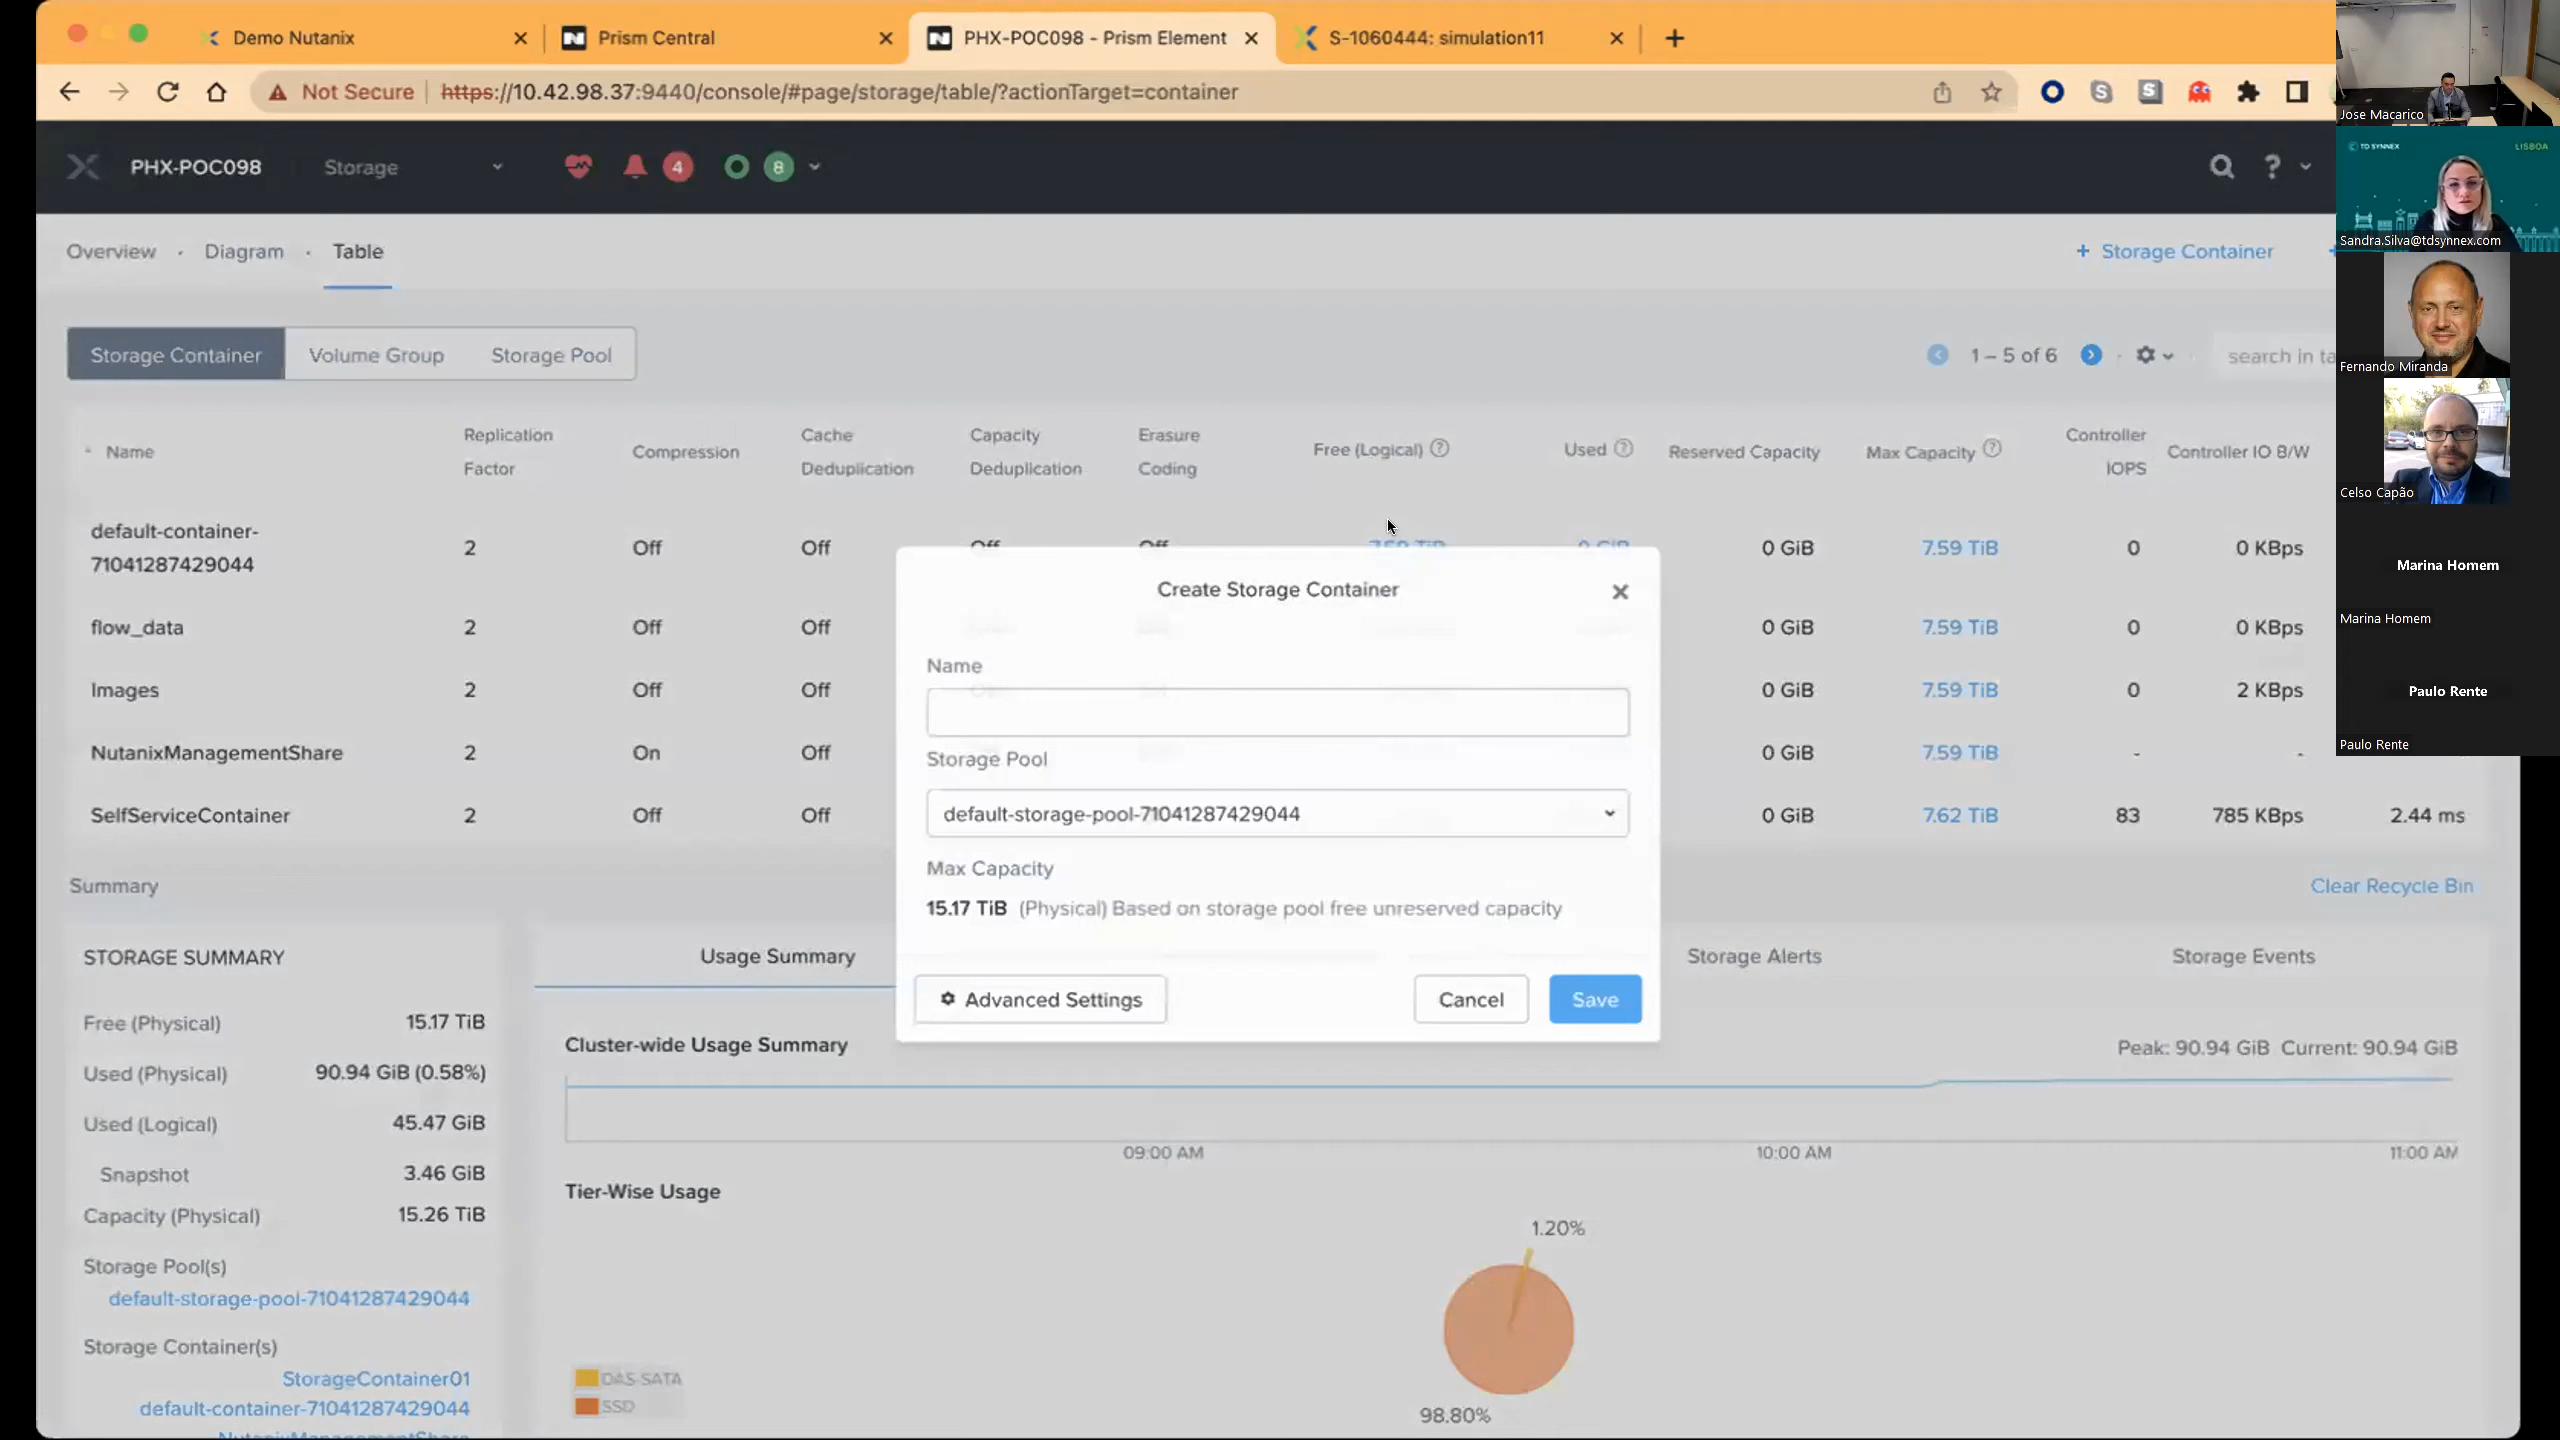 Demo Nutanix
Prism Central
PHX-POC098 - Prism Element
S-1060444: simulation11
Not Secure
https://10.42.98.37:9440/console/#page/storage/table/?actionTarget=container
PHX-POC098
Storage
4
8
?
Overview · Diagram · Table
+ Storage Container
Storage Container
Volume Group
Storage Pool
1 – 5 of 6
search in ta
Name
Replication Factor
Compression
Cache Deduplication
Capacity Deduplication
Erasure Coding
Free (Logical)
Used
Reserved Capacity
Max Capacity
Controller IOPS
Controller IO B/W
default-container-71041287429044 2 Off Off Off Off 7.59 TiB 0 GiB 0 GiB 7.59 TiB 0 0 KBps
flow_data 2 Off Off 0 GiB 7.59 TiB 0 0 KBps
Images 2 Off Off 0 GiB 7.59 TiB 0 2 KBps
NutanixManagementShare 2 On Off 0 GiB 7.59 TiB - -
SelfServiceContainer 2 Off Off 0 GiB 7.62 TiB 83 785 KBps 2.44 ms
Create Storage Container
Name
Storage Pool
default-storage-pool-71041287429044
Max Capacity
15.17 TiB (Physical) Based on storage pool free unreserved capacity
Advanced Settings
Cancel
Save
Summary
Clear Recycle Bin
STORAGE SUMMARY
Free (Physical) 15.17 TiB
Used (Physical) 90.94 GiB (0.58%)
Used (Logical) 45.47 GiB
Snapshot 3.46 GiB
Capacity (Physical) 15.26 TiB
Storage Pool(s)
default-storage-pool-71041287429044
Storage Container(s)
StorageContainer01
default-container-71041287429044
NutanixManagementShare
Usage Summary
Storage Alerts
Storage Events
Cluster-wide Usage Summary
Peak: 90.94 GiB Current: 90.94 GiB
09:00 AM
10:00 AM
11:00 AM
Tier-Wise Usage
1.20%
98.80%
DAS-SATA
SSD
Jose Macarico
TD SYNNEX
LISBOA
Sandra.Silva@tdsynnex.com
Fernando Miranda
Celso Capão
Marina Homem
Marina Homem
Paulo Rente
Paulo Rente